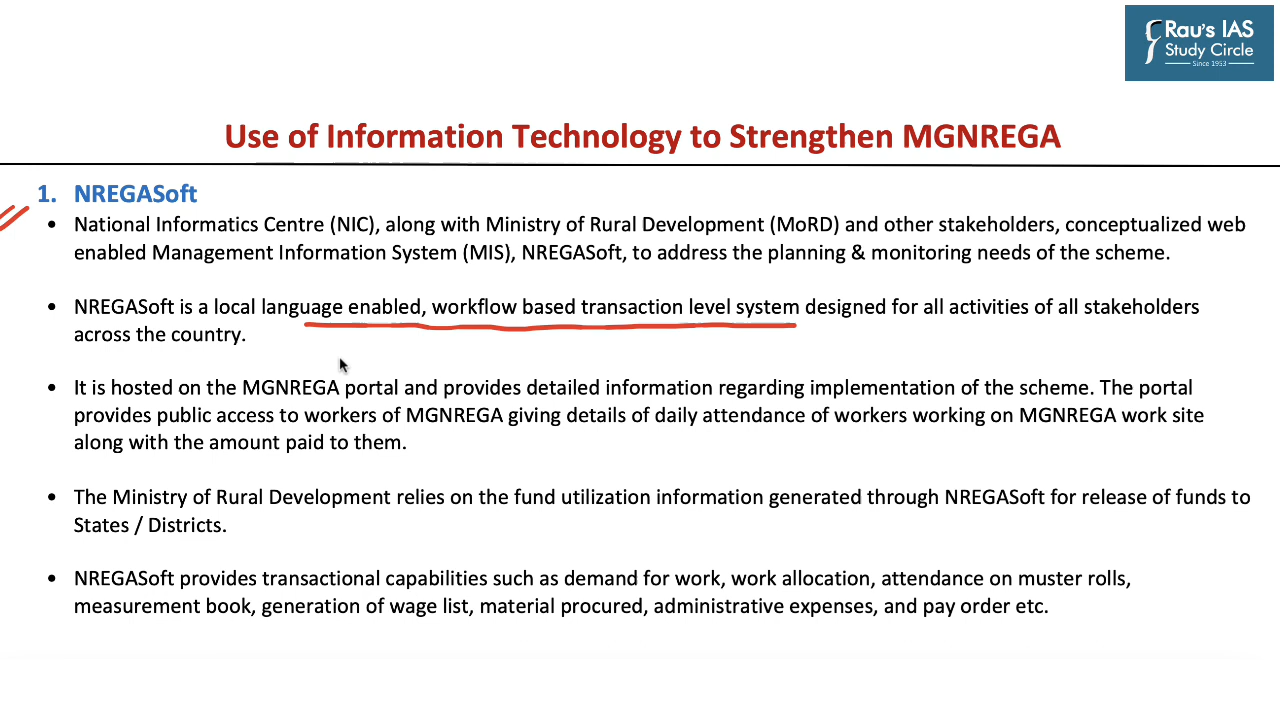 Rau's IAS
Study Circle
Since 1953
Use of Information Technology to Strengthen MGNREGA
1. NREGASoft
• National Informatics Centre (NIC), along with Ministry of Rural Development (MoRD) and other stakeholders, conceptualized web
enabled Management Information System (MIS), NREGASoft, to address the planning & monitoring needs of the scheme.
• NREGASoft is a local language enabled, workflow based transaction level system designed for all activities of all stakeholders
across the country.
• It is hosted on the MGNREGA portal and provides detailed information regarding implementation of the scheme. The portal
provides public access to workers of MGNREGA giving details of daily attendance of workers working on MGNREGA work site
along with the amount paid to them.
• The Ministry of Rural Development relies on the fund utilization information generated through NREGASoft for release of funds to
States / Districts.
• NREGASoft provides transactional capabilities such as demand for work, work allocation, attendance on muster rolls,
measurement book, generation of wage list, material procured, administrative expenses, and pay order etc.